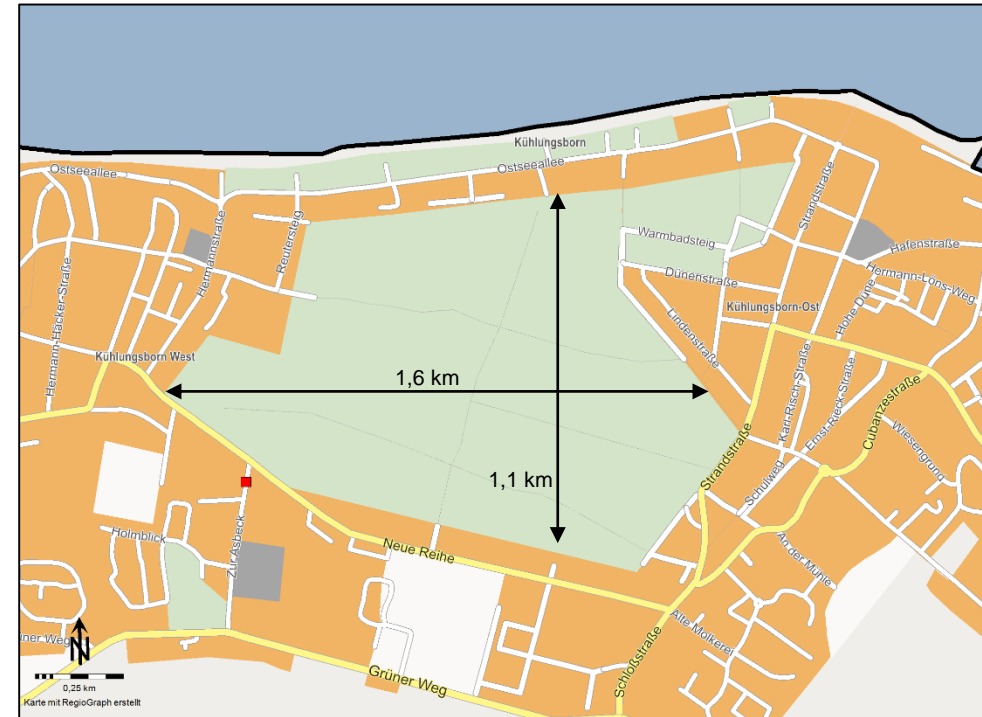 Kühlungsborn
Ostseeallee
Ostseeallee
Strandstraße
Reutersteig
Hermannstraße
Hermann-Häcker-Straße
Warmbadsteig
Hafenstraße
Dünenstraße
Hermann-Löns-Weg
Hohe Düne
Kühlungsborn-Ost
Lindenstraße
Kühlungsborn West
1,6 km
Karl-Risch-Straße
Ernst-Rieck-Straße
Cubanzestraße
Wiesengrung
Strandstraße
Schulweg
1,1 km
Holmblick
Zur Asbeck
Neue Reihe
An der Mühle
Alte Molkerei
Schloßstraße
Grüner Weg
üner Weg
N
0,25 km
Karte mit RegioGraph erstellt